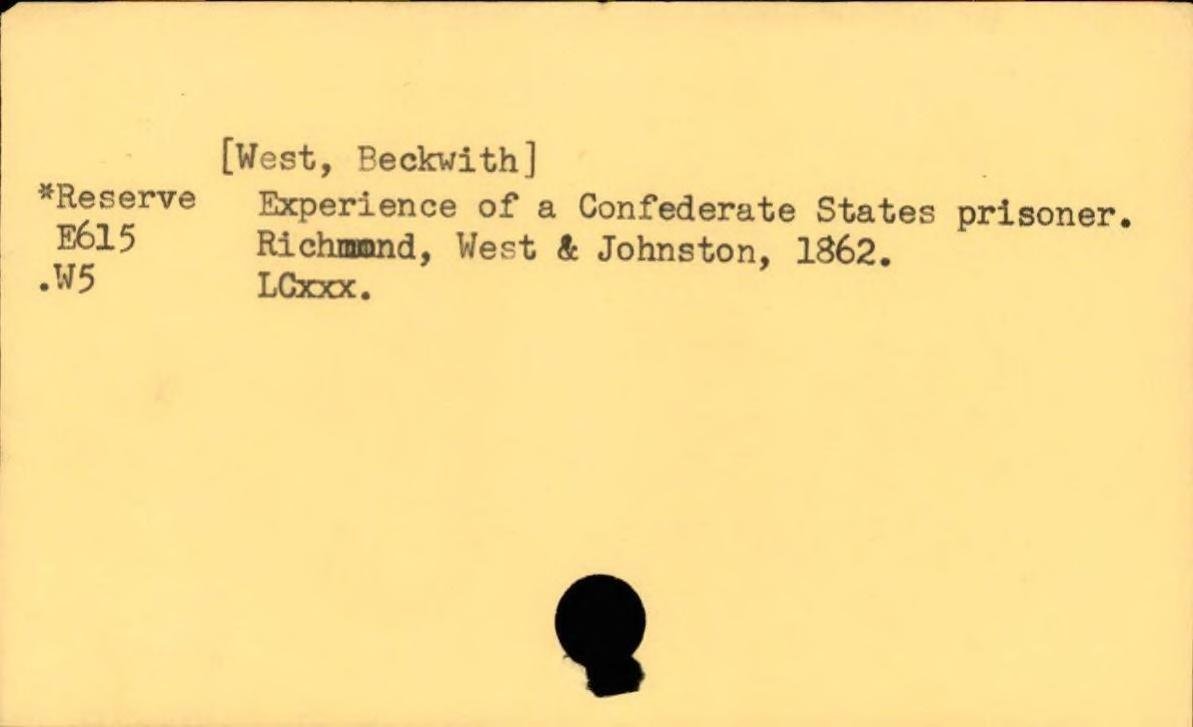 [West, Beckwith]
*Reserve Experience of a Confederate States prisoner.
E615 Richmond, West & Johnston, 1862.
.W5 LCxxx.